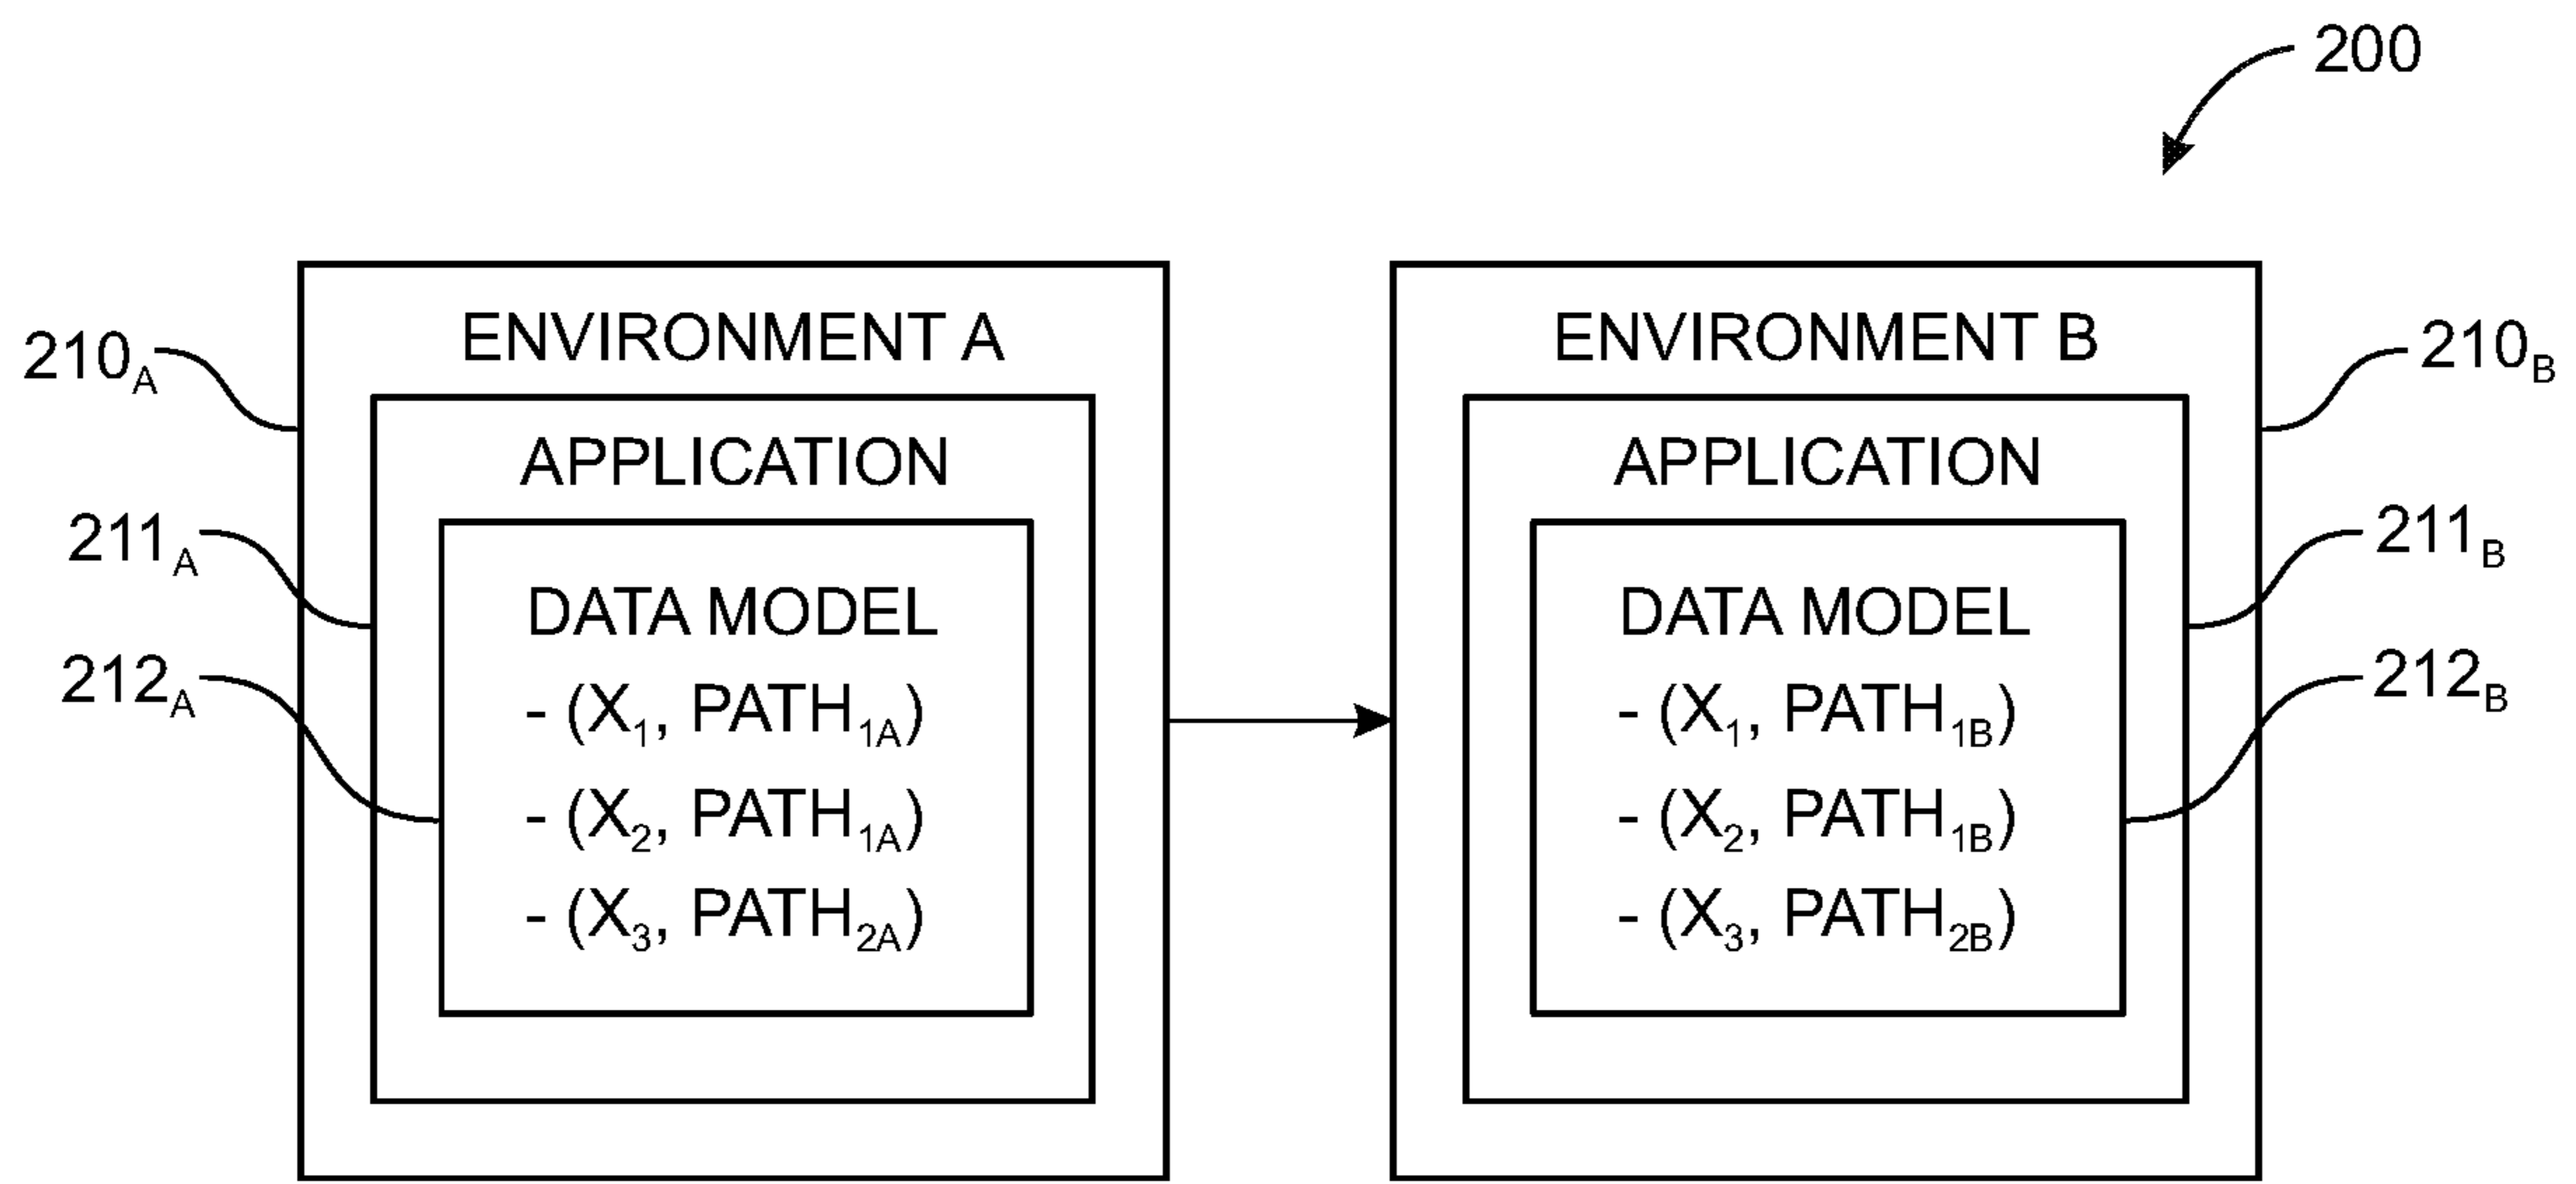 200
ENVIRONMENT A
210A
APPLICATION
211A
DATA MODEL
212A
- (X1, PATH1A)
- (X2, PATH1A)
- (X3, PATH2A)
ENVIRONMENT B
210B
APPLICATION
211B
DATA MODEL
212B
- (X1, PATH1B)
- (X2, PATH1B)
- (X3, PATH2B)